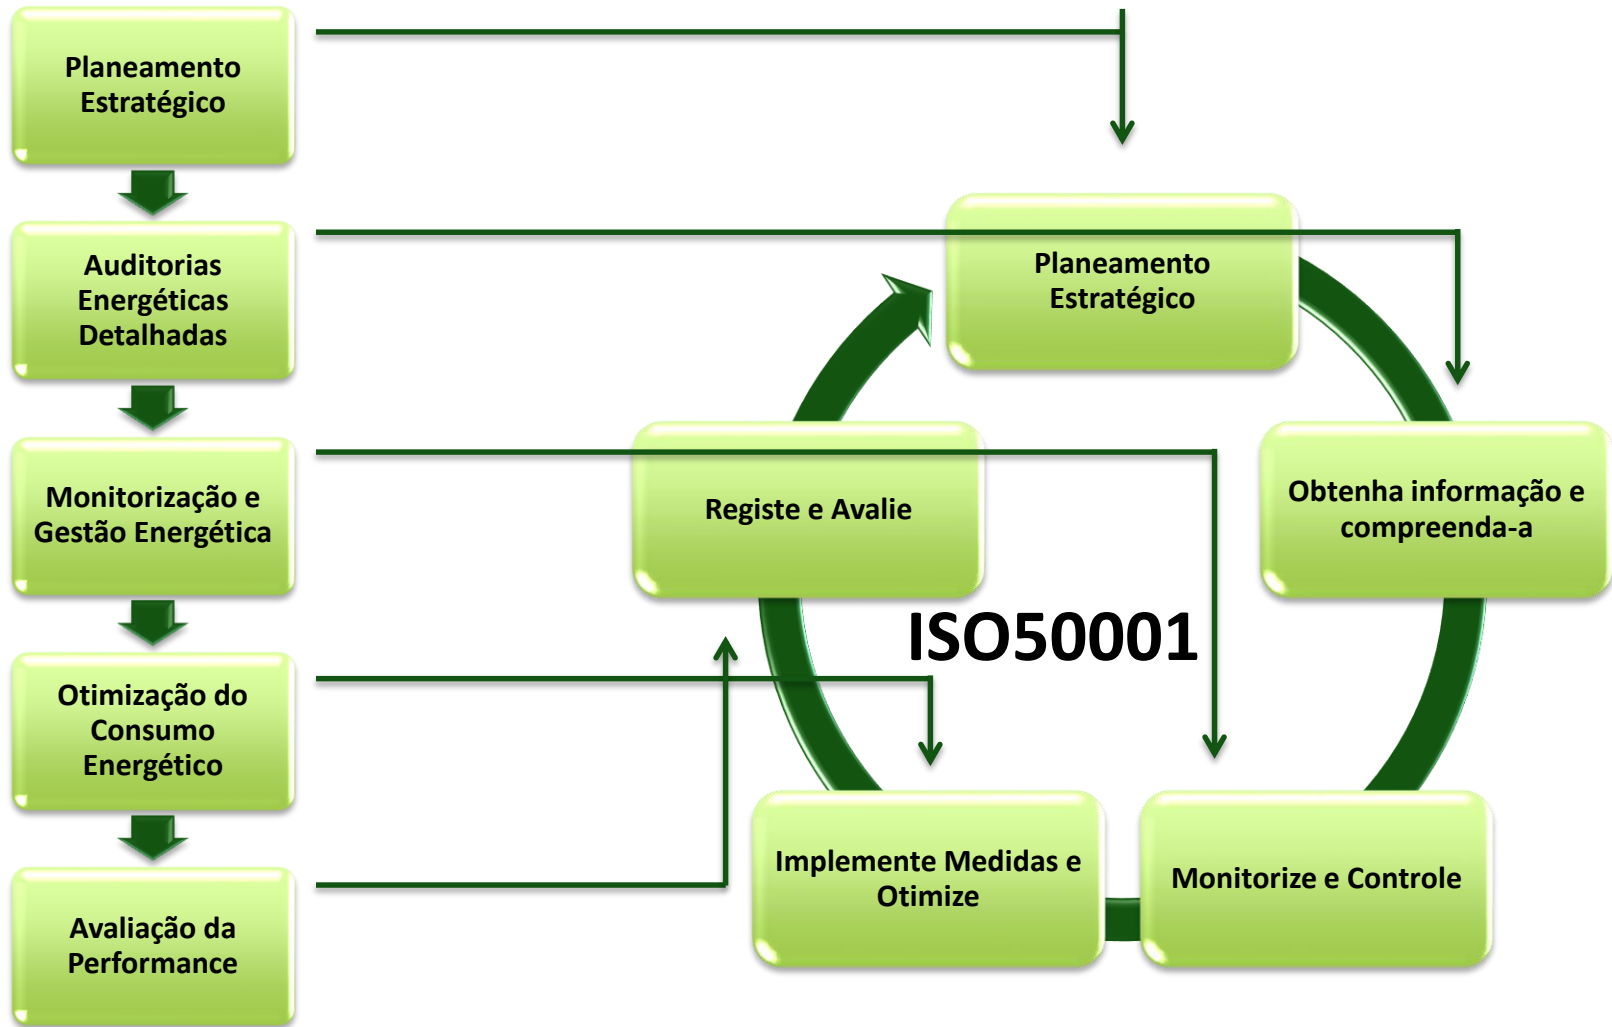 Planeamento
Estratégico
Auditorias
Energéticas
Detalhadas
Monitorização e
Gestão Energética
Otimização do
Consumo
Energético
Avaliação da
Performance
Planeamento
Estratégico
Obtenha informação e
compreenda-a
Monitorize e Controle
Implemente Medidas e
Otimize
Registe e Avalie
ISO50001